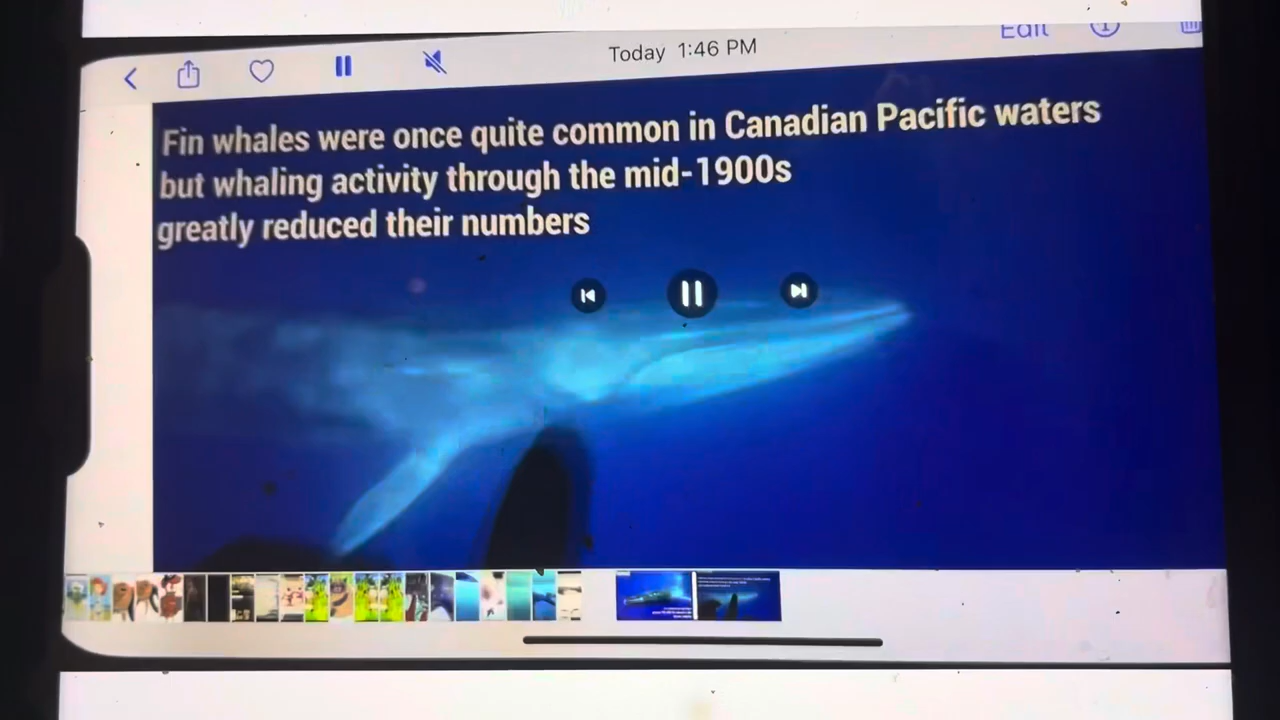 Today 1:46 PM
Edit
Fin whales were once quite common in Canadian Pacific waters
but whaling activity through the mid-1900s
greatly reduced their numbers